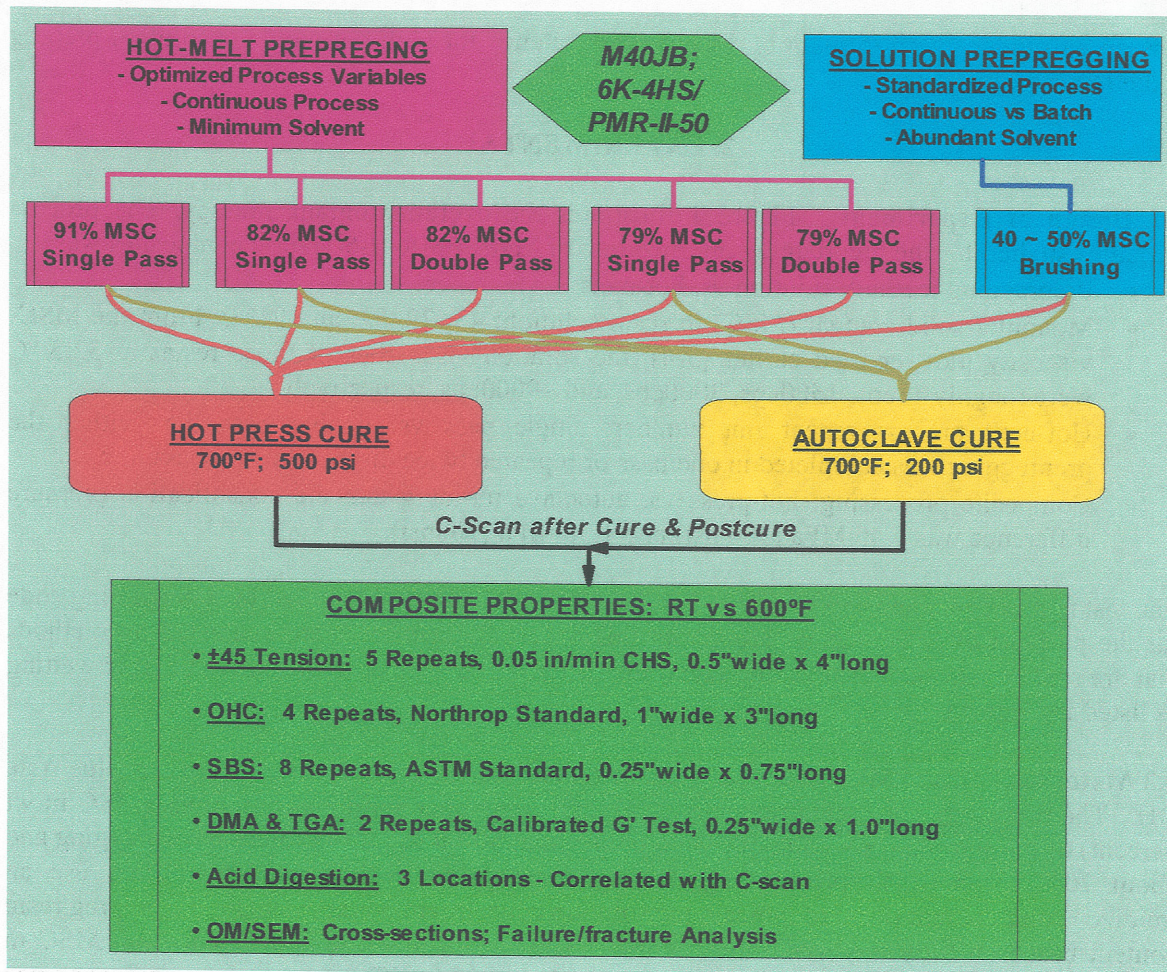 HOT-MELT PREPREGING
- Optimized Process Variables
- Continuous Process
- Minimum Solvent
M40JB;
6K-4HS/
PMR-II-50
SOLUTION PREPREGGING
- Standardized Process
- Continuous vs Batch
- Abundant Solvent
91% MSC
Single Pass
82% MSC
Single Pass
82% MSC
Double Pass
79% MSC
Single Pass
79% MSC
Double Pass
40 ~ 50% MSC
Brushing
HOT PRESS CURE
700ºF; 500 psi
AUTOCLAVE CURE
700ºF; 200 psi
C-Scan after Cure & Postcure
COMPOSITE PROPERTIES: RT vs 600ºF
• ±45 Tension: 5 Repeats, 0.05 in/min CHS, 0.5"wide x 4"long
• OHC: 4 Repeats, Northrop Standard, 1"wide x 3"long
• SBS: 8 Repeats, ASTM Standard, 0.25"wide x 0.75"long
• DMA & TGA: 2 Repeats, Calibrated G' Test, 0.25"wide x 1.0"long
• Acid Digestion: 3 Locations - Correlated with C-scan
• OM/SEM: Cross-sections; Failure/fracture Analysis